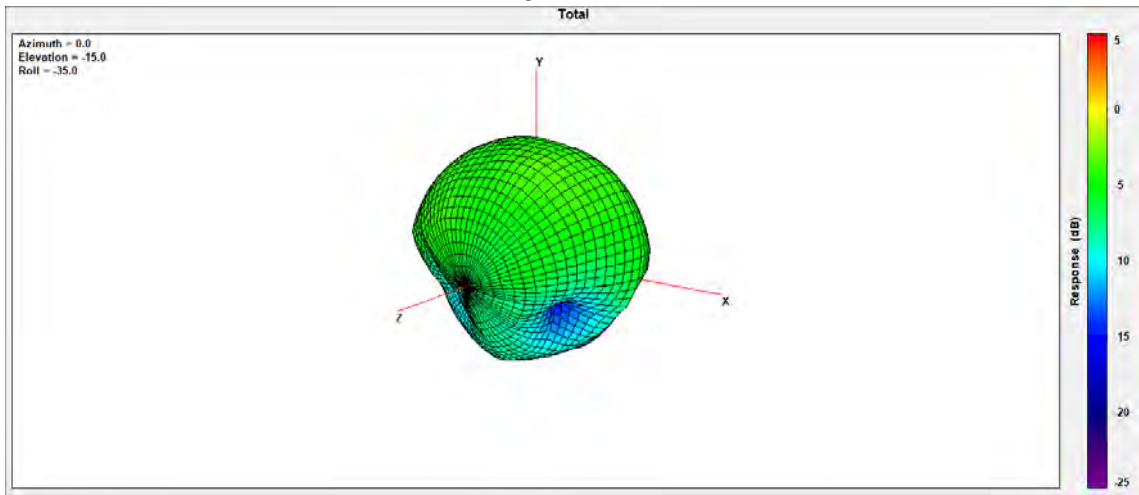 Total
Azimuth = 0.0
Elevation = -15.0
Roll = -35.0
Y
X
Z
5
0
-5
-10
-15
-20
-25
Response (dB)